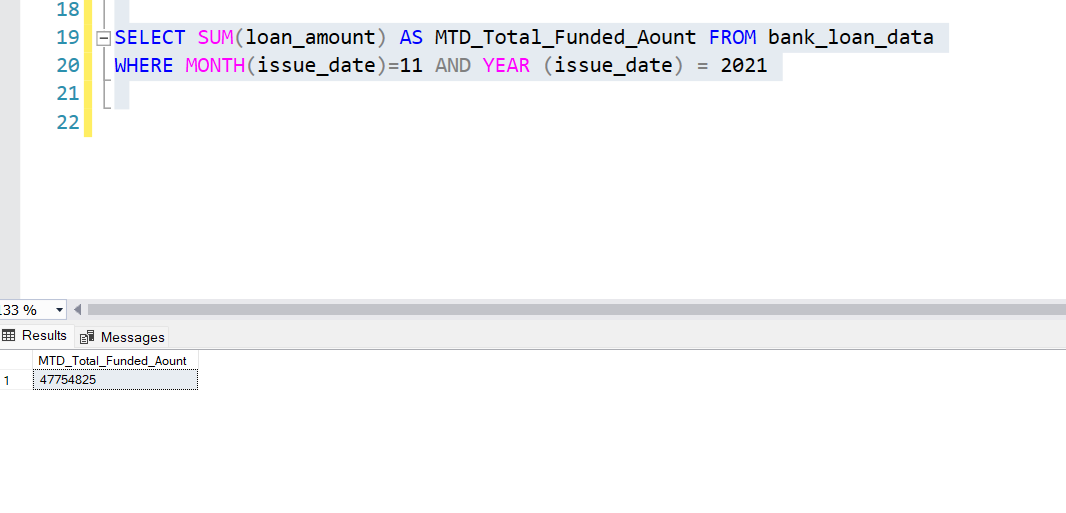 18
19 SELECT SUM(loan_amount) AS MTD_Total_Funded_Aount FROM bank_loan_data
20 WHERE MONTH(issue_date)=11 AND YEAR (issue_date) = 2021
21
22
33 %
Results Messages
MTD_Total_Funded_Aount
1 47754825